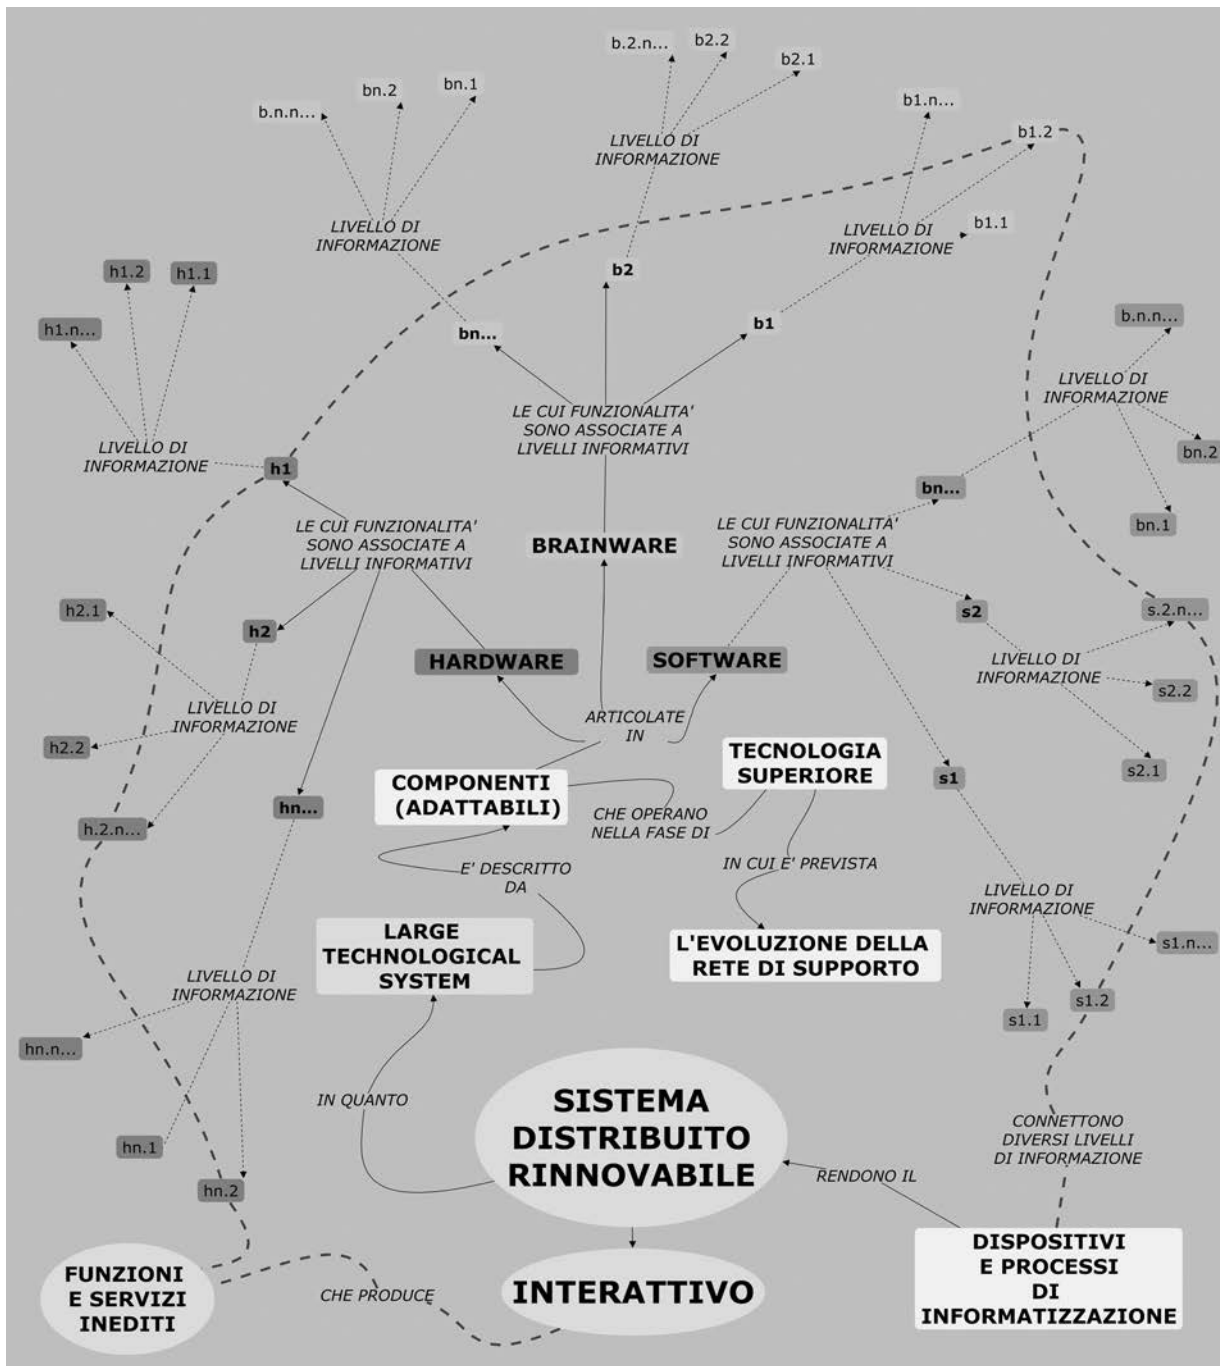 b.2.n...
b2.2
b2.1
bn.2
bn.1
b.n.n...
b1.n...
b1.2
LIVELLO DI
INFORMAZIONE
LIVELLO DI
INFORMAZIONE
LIVELLO DI
INFORMAZIONE
b1.1
h1.2
h1.1
b2
h1.n...
bn...
b1
b.n.n...
LIVELLO DI
INFORMAZIONE
LE CUI FUNZIONALITA'
SONO ASSOCIATE A
LIVELLI INFORMATIVI
LIVELLO DI
INFORMAZIONE
h1
bn.2
bn...
bn.1
LE CUI FUNZIONALITA'
SONO ASSOCIATE A
LIVELLI INFORMATIVI
BRAINWARE
LE CUI FUNZIONALITA'
SONO ASSOCIATE A
LIVELLI INFORMATIVI
h2.1
h2
s2
s.2.n...
HARDWARE
SOFTWARE
LIVELLO DI
INFORMAZIONE
s2.2
LIVELLO DI
INFORMAZIONE
ARTICOLATE
IN
h2.2
TECNOLOGIA
SUPERIORE
s2.1
s1
COMPONENTI
(ADATTABILI)
hn...
h.2.n...
CHE OPERANO
NELLA FASE DI
E' DESCRITTO
DA
IN CUI E' PREVISTA
LIVELLO DI
INFORMAZIONE
LARGE
TECHNOLOGICAL
SYSTEM
L'EVOLUZIONE DELLA
RETE DI SUPPORTO
s1.n...
LIVELLO DI
INFORMAZIONE
s1.2
s1.1
hn.n...
IN QUANTO
SISTEMA
DISTRIBUITO
RINNOVABILE
CONNETTONO
DIVERSI LIVELLI
DI INFORMAZIONE
hn.1
RENDONO IL
hn.2
DISPOSITIVI
E PROCESSI
DI
INFORMATIZZAZIONE
FUNZIONI
E SERVIZI
INEDITI
CHE PRODUCE
INTERATTIVO